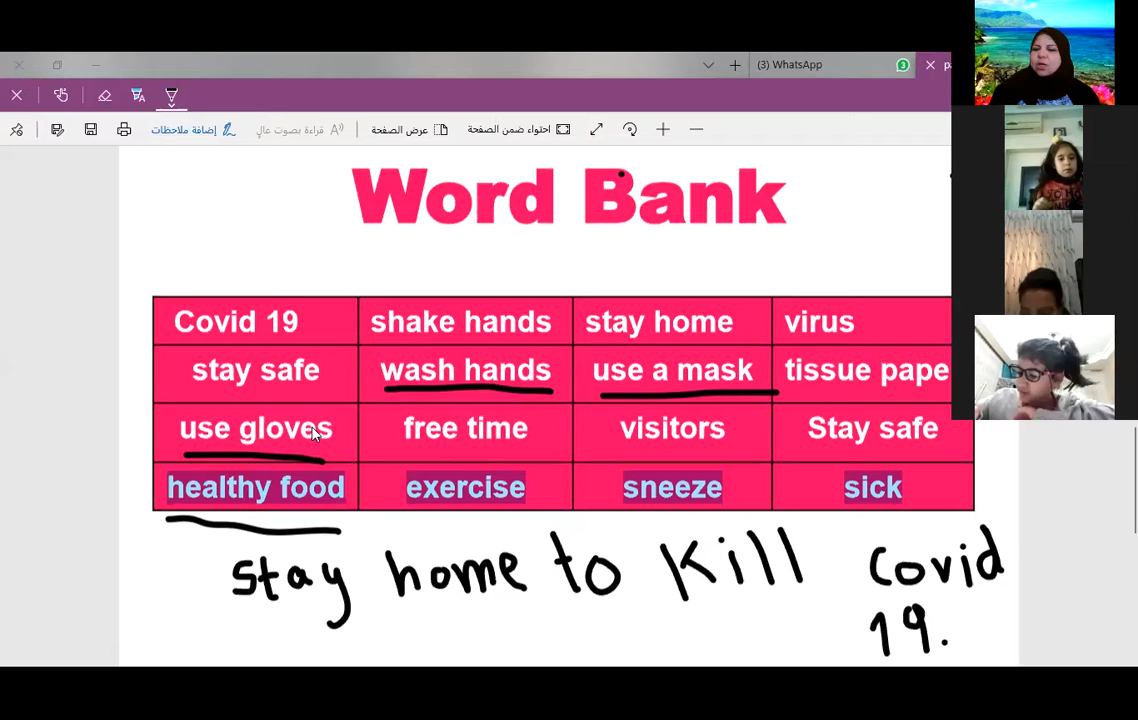 (3) WhatsApp
3
إضافة ملاحظات
قراءة بصوت عالٍ
عرض الصفحة
احتواء ضمن الصفحة
Word Bank
Covid 19 shake hands stay home virus
stay safe wash hands use a mask tissue pape
use gloves free time visitors Stay safe
healthy food exercise sneeze sick
stay home to Kill Covid
19.